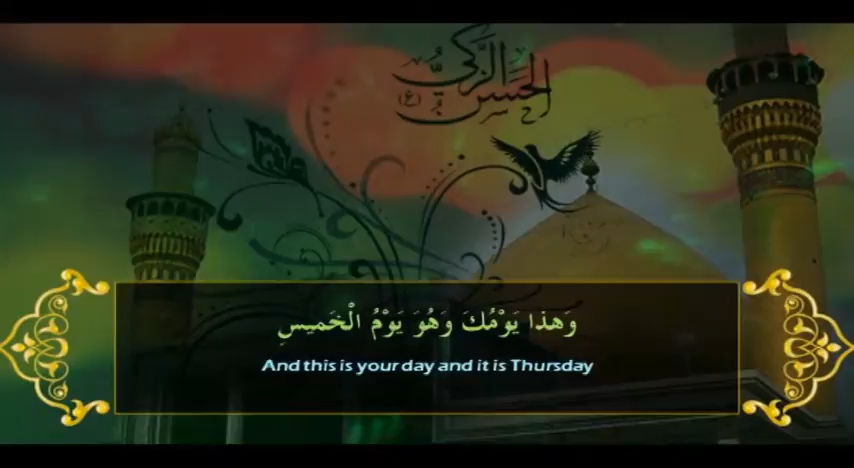 الحسن الزكي
(ع)
وَهذا يَوْمُكَ وَهُوَ يَوْمُ الْخَميسِ
And this is your day and it is Thursday